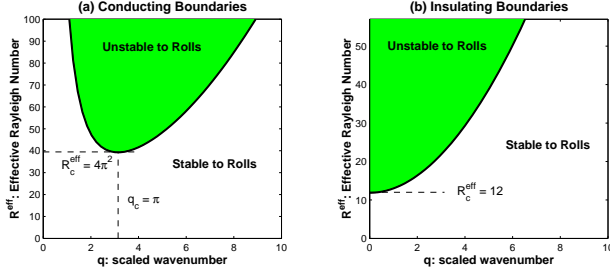 (a) Conducting Boundaries
100
90
80
70
60
50
40
30
20
10
0
0 2 4 6 8 10
R^eff: Effective Rayleigh Number
q: scaled wavenumber
Unstable to Rolls
Stable to Rolls
R_c^eff = 4π²
q_c = π
(b) Insulating Boundaries
50
40
30
20
10
0
0 2 4 6 8 10
R^eff: Effective Rayleigh Number
q: scaled wavenumber
Unstable to Rolls
Stable to Rolls
R_c^eff = 12